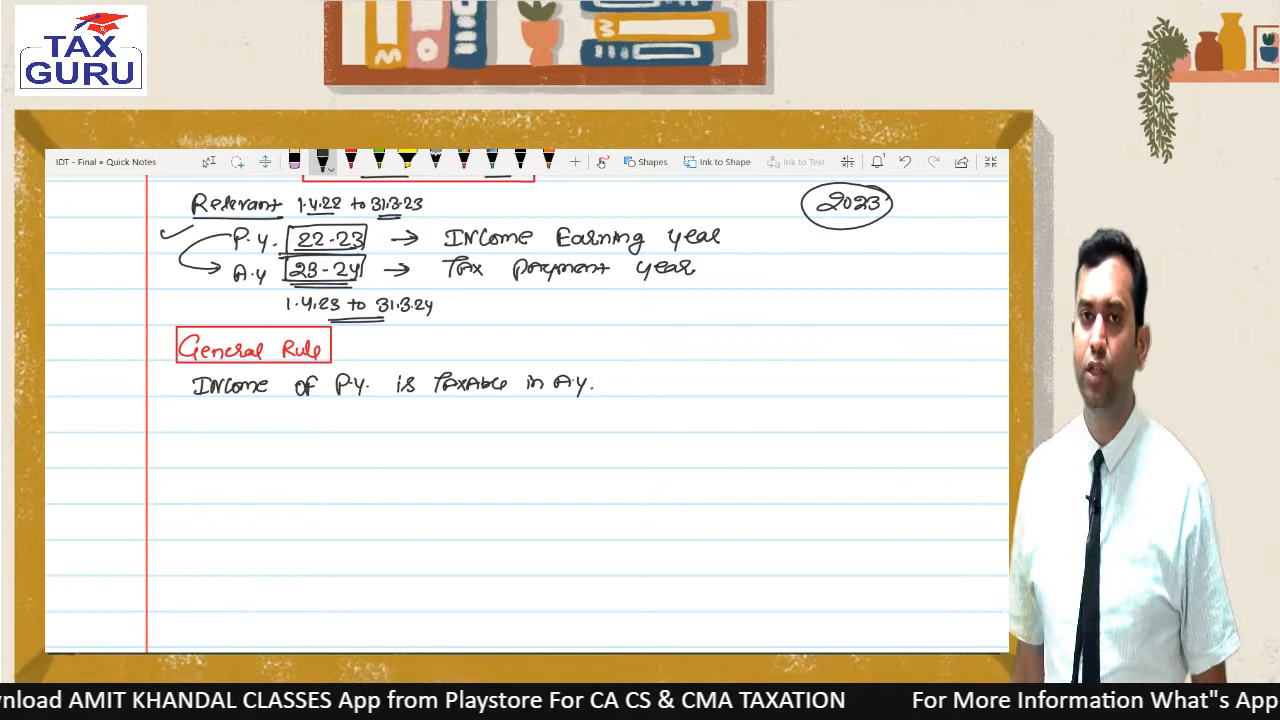 TAX
GURU
IDT - Final » Quick Notes
Shapes
Ink to Shape
Ink to Text
Relevant 1.4.22 to 31.3.23
2023
P.y. 22-23 → Income Earning year
A.y 23-24 → Tax payment year
1.4.23 to 31.3.24
General Rule
Income of P.y. is Taxable in A.y.
wnload AMIT KHANDAL CLASSES App from Playstore For CA CS & CMA TAXATION For More Information What"s App